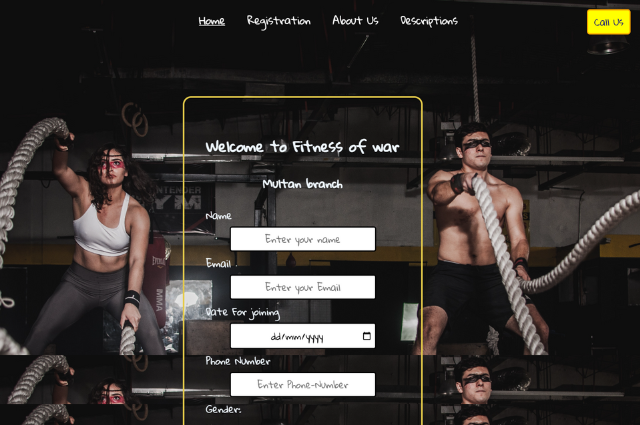 Home Registration About Us Descriptions Call Us
Welcome to Fitness of war
Multan branch
Name
Enter your name
Email
Enter your Email
Date For joining
dd/mm/yyyy
Phone Number
Enter Phone-Number
Gender: